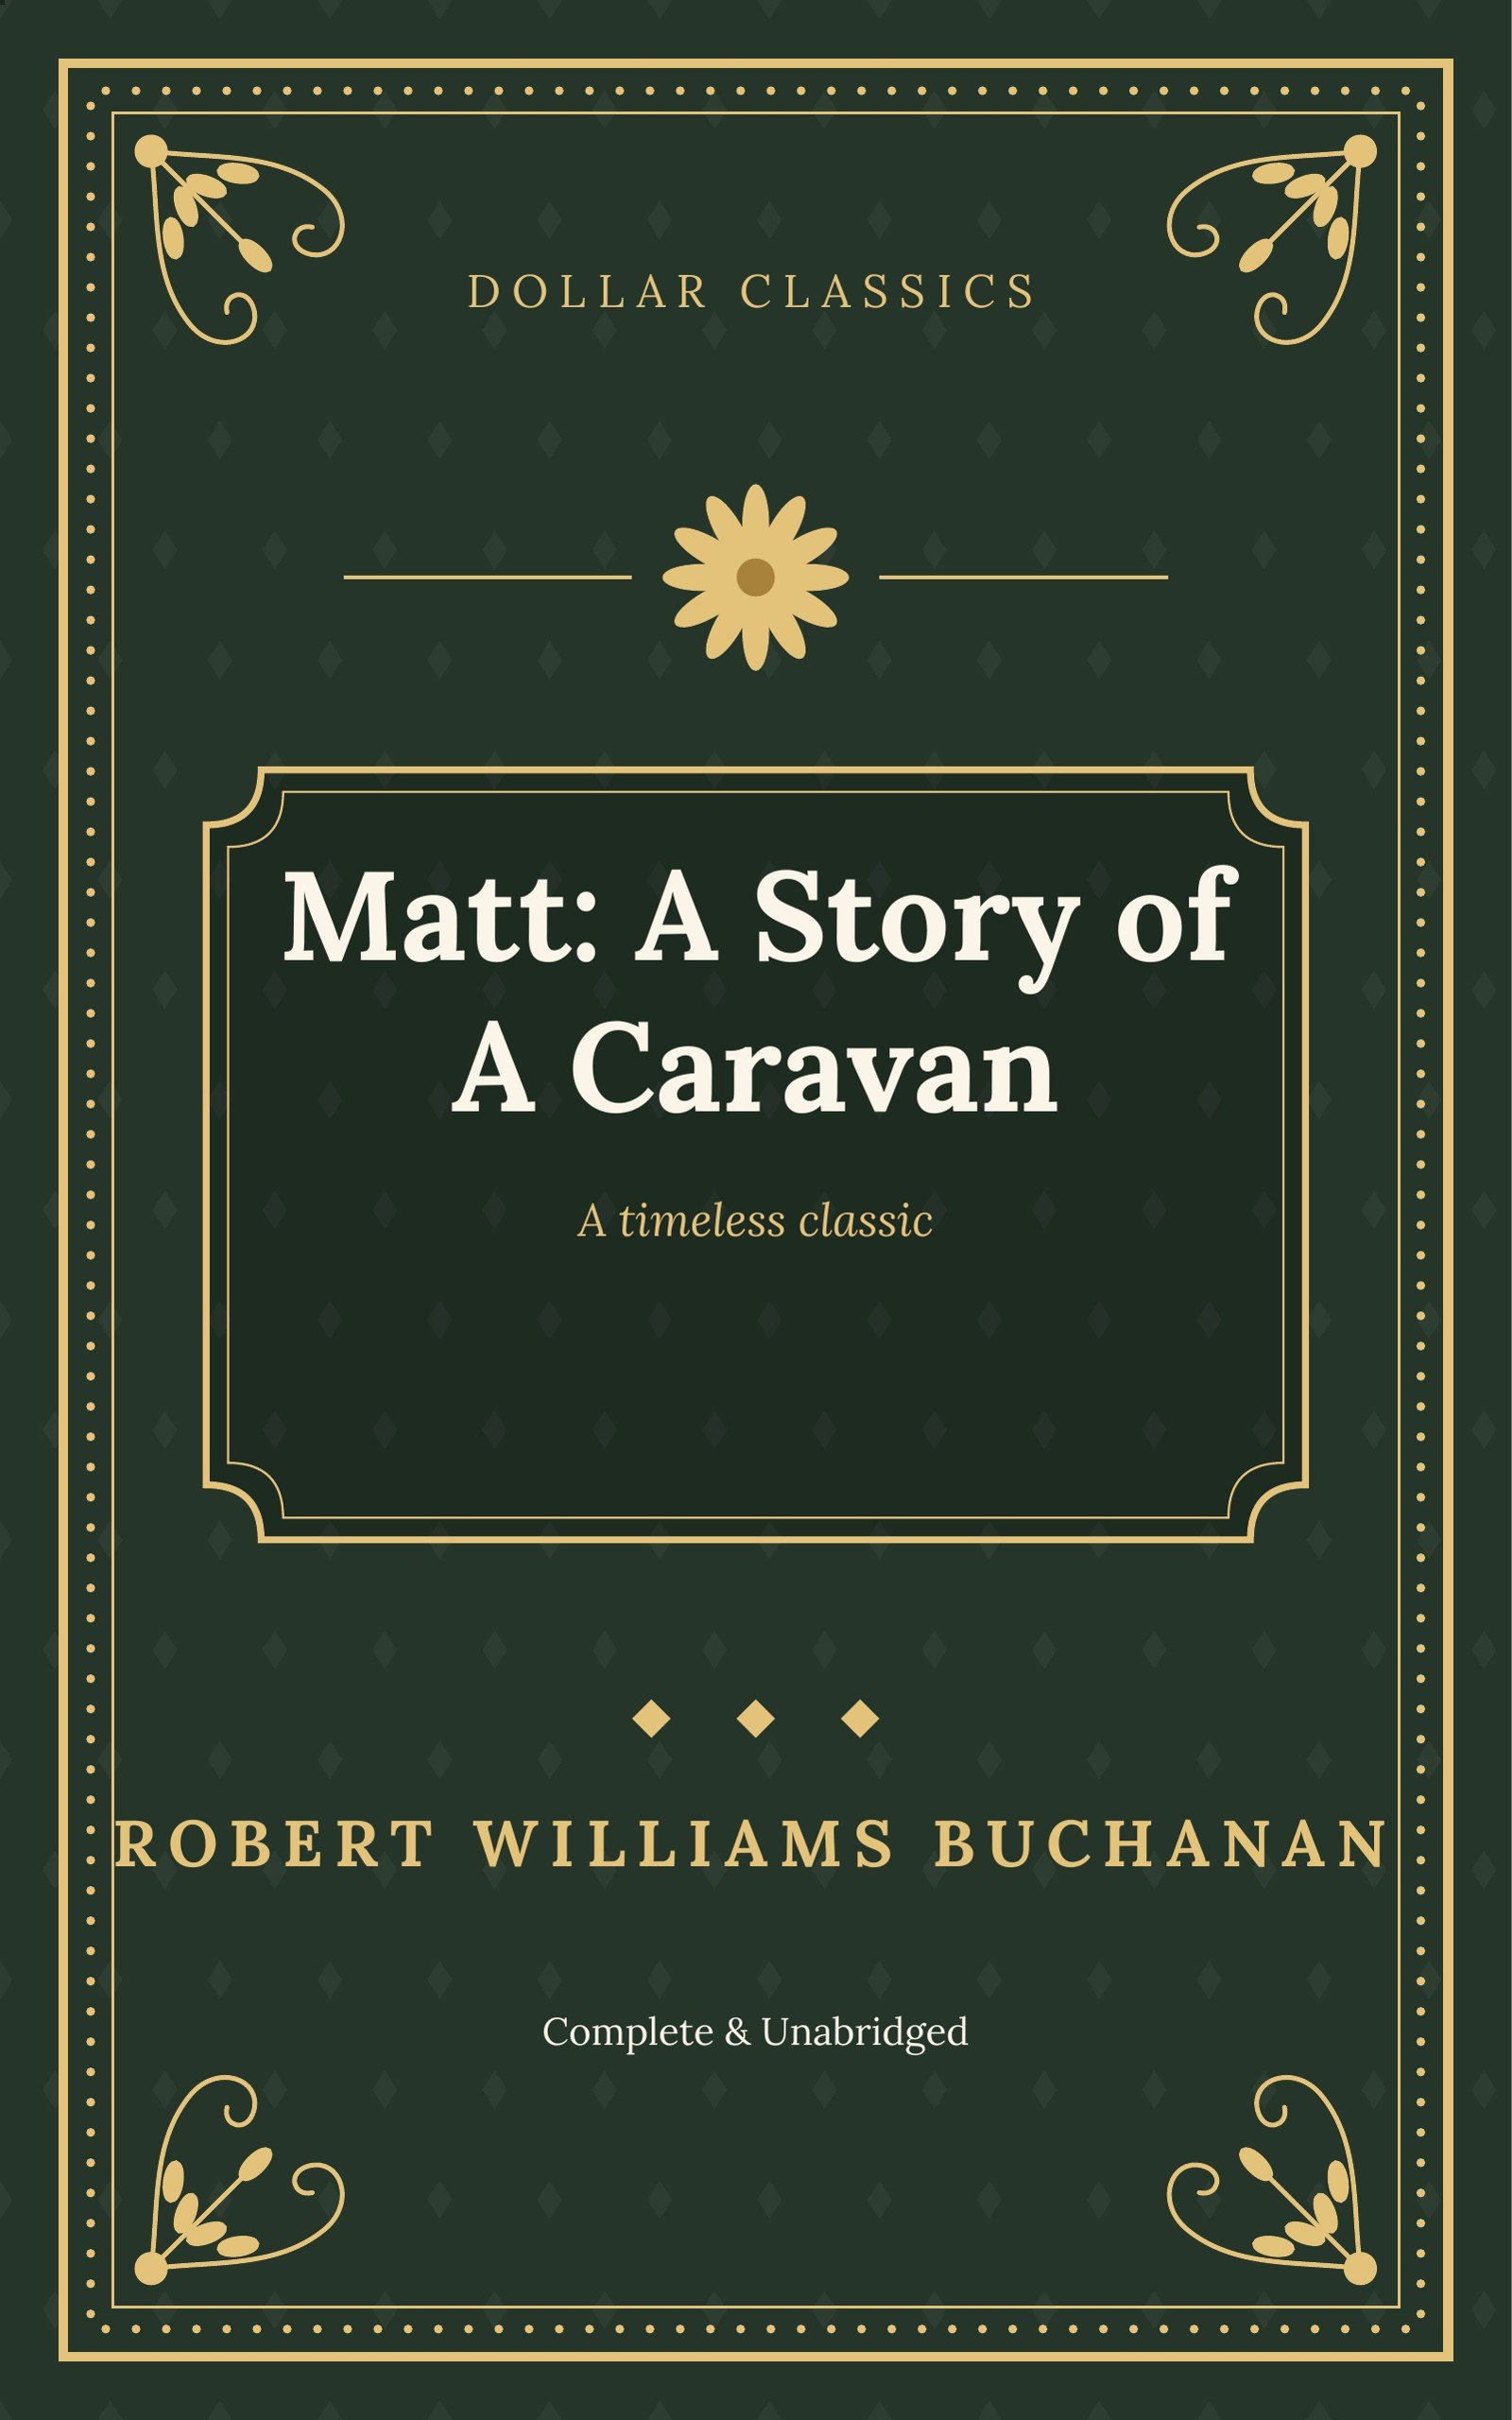 DOLLAR CLASSICS
Matt: A Story of
A Caravan
A timeless classic
ROBERT WILLIAMS BUCHANAN
Complete & Unabridged